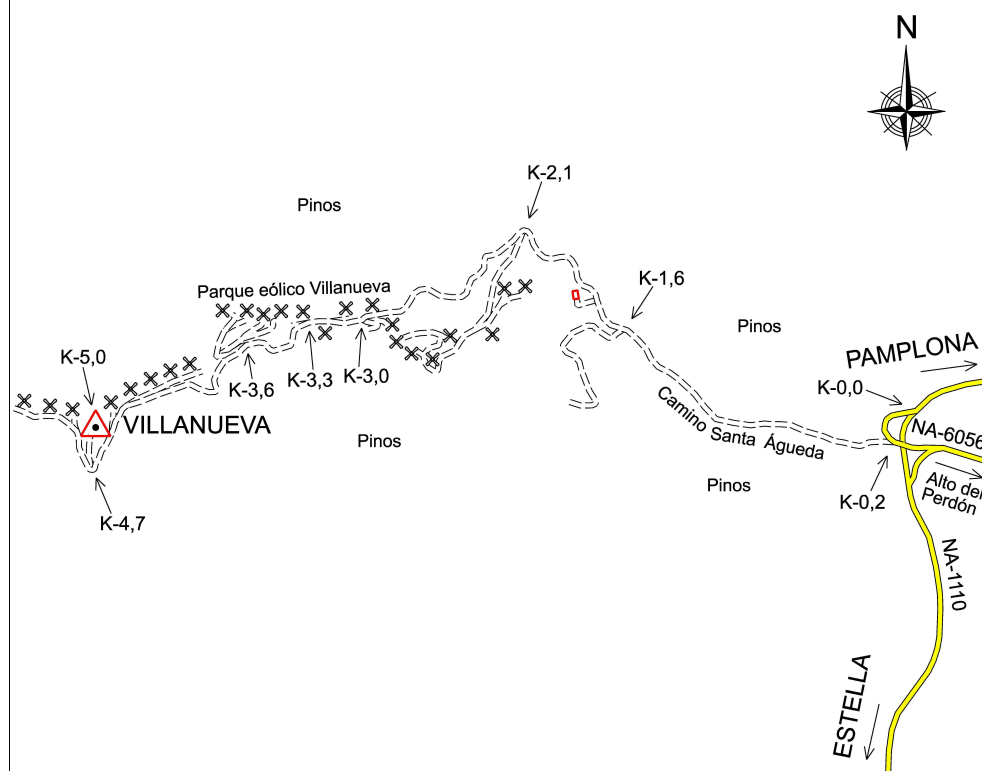 N
K-2,1
Pinos
K-1,6
Parque eólico Villanueva
Pinos
PAMPLONA
K-5,0
K-3,6
K-3,3
K-3,0
K-0,0
VILLANUEVA
Camino Santa Águeda
NA-6056
Pinos
Pinos
Alto del
Perdón
K-0,2
K-4,7
NA-1110
ESTELLA